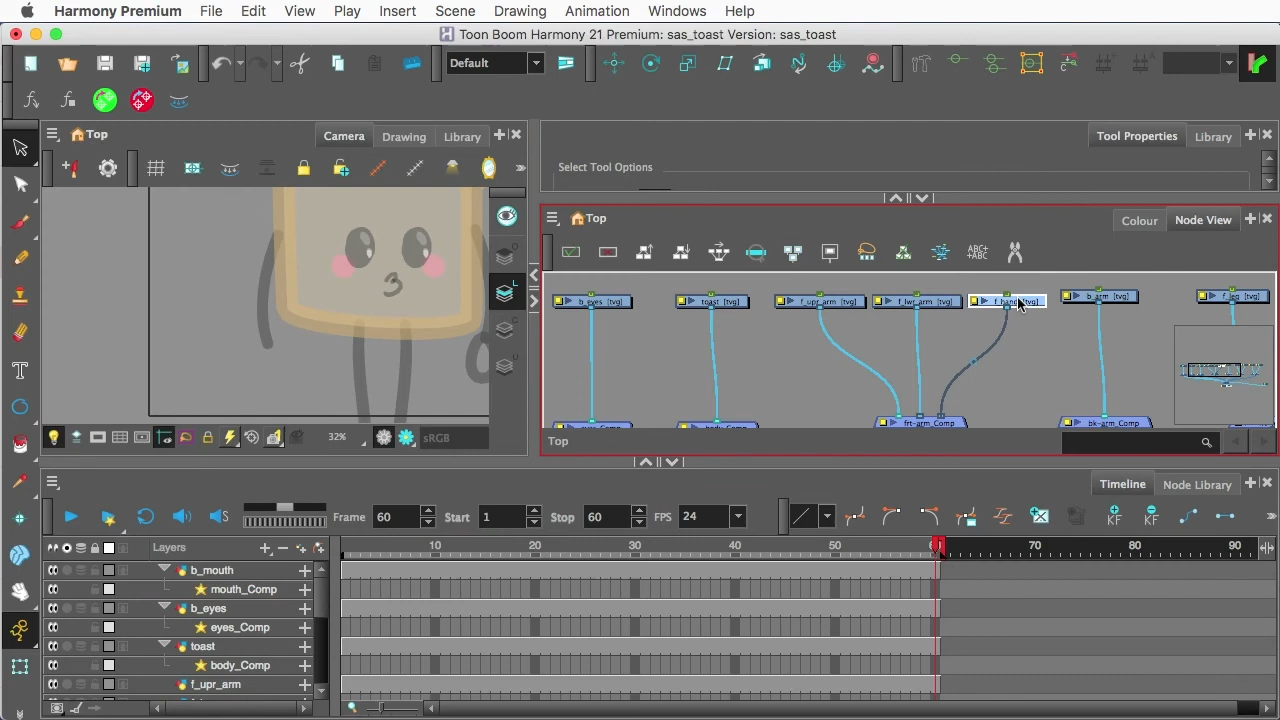 Harmony Premium File Edit View Play Insert Scene Drawing Animation Windows Help
Toon Boom Harmony 21 Premium: sas_toast Version: sas_toast
Default
Top Camera Drawing Library
Tool Properties Library
Select Tool Options
Top
Colour Node View
ABC+
ABC
b_eyes [tvg] toast [tvg] f_upr_arm [tvg] f_lwr_arm [tvg] f_hand [tvg] b_arm [tvg] f_leg [tvg]
eyes_Comp body_Comp frt-arm_Comp bk-arm_Comp
Top
32% sRGB
Timeline Node Library
Frame 60 Start 1 Stop 60 FPS 24
KF KF
Layers
10 20 30 40 50 70 80 90
b_mouth
mouth_Comp
b_eyes
eyes_Comp
toast
body_Comp
f_upr_arm
T